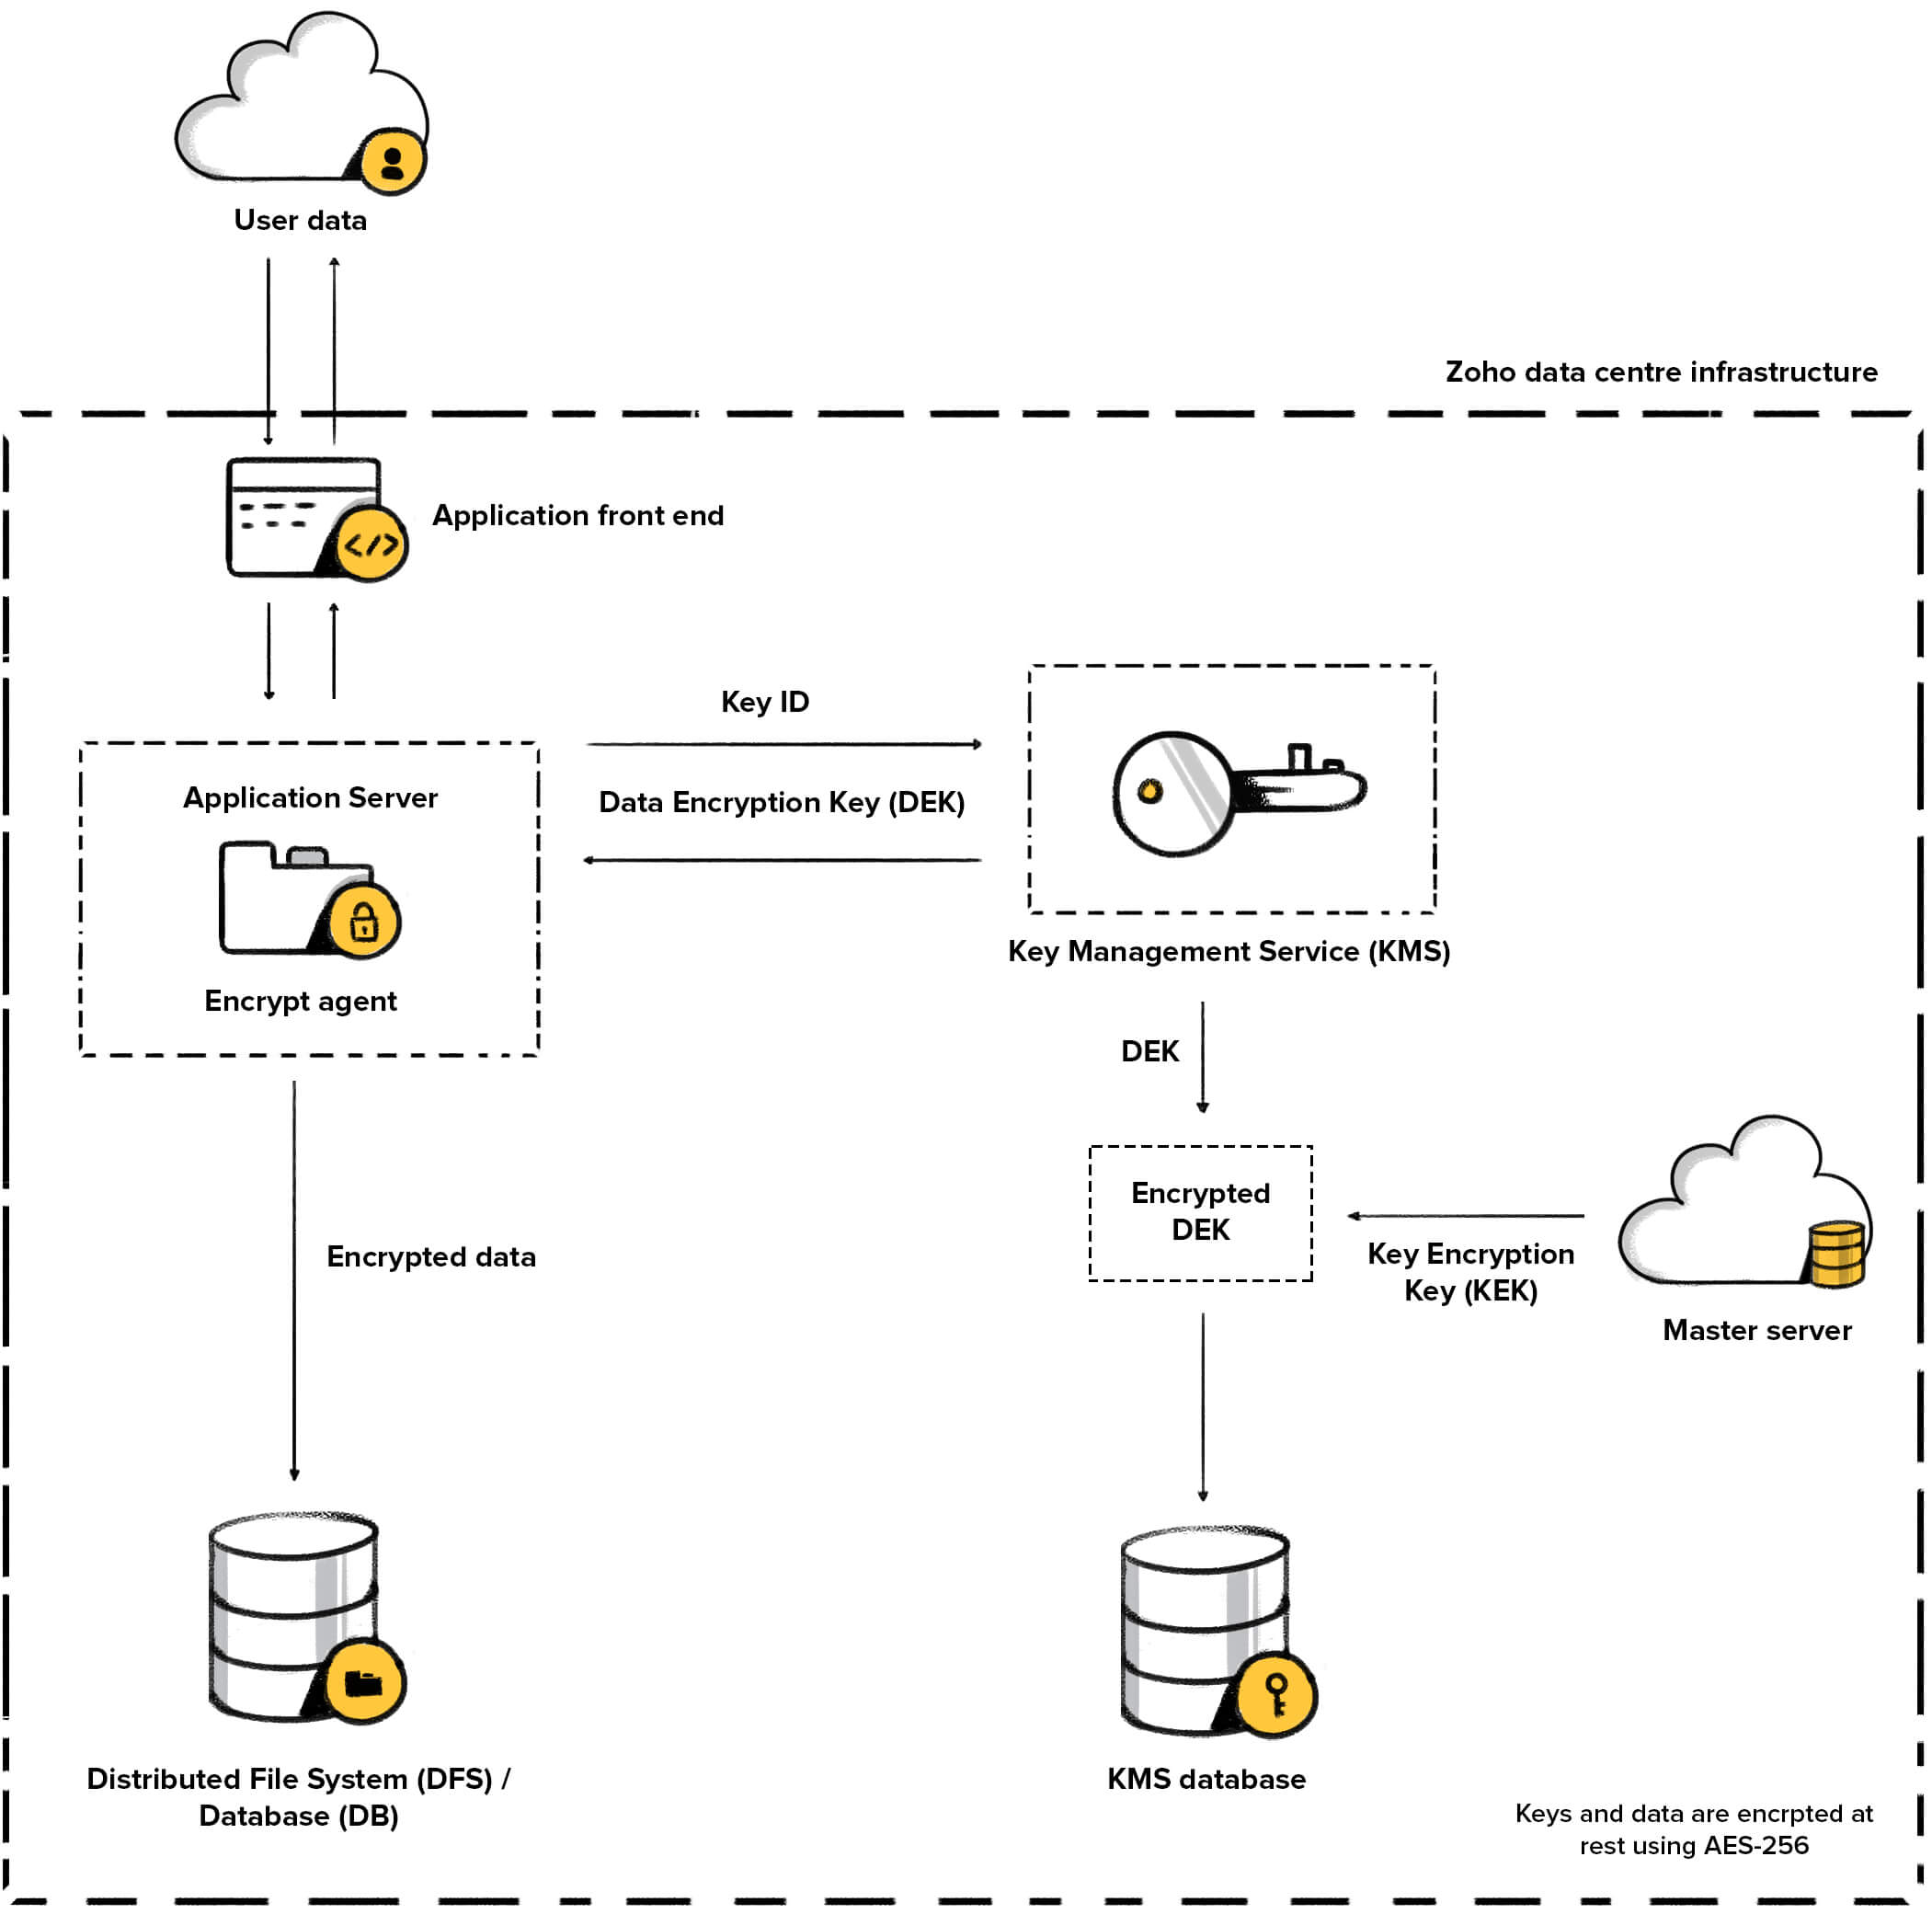 User data
Zoho data centre infrastructure
</>
Application front end
Key ID
Application Server
Data Encryption Key (DEK)
Encrypt agent
Key Management Service (KMS)
DEK
Encrypted
DEK
Encrypted data
Key Encryption
Key (KEK)
Master server
Distributed File System (DFS) /
Database (DB)
KMS database
Keys and data are encrpted at
rest using AES-256